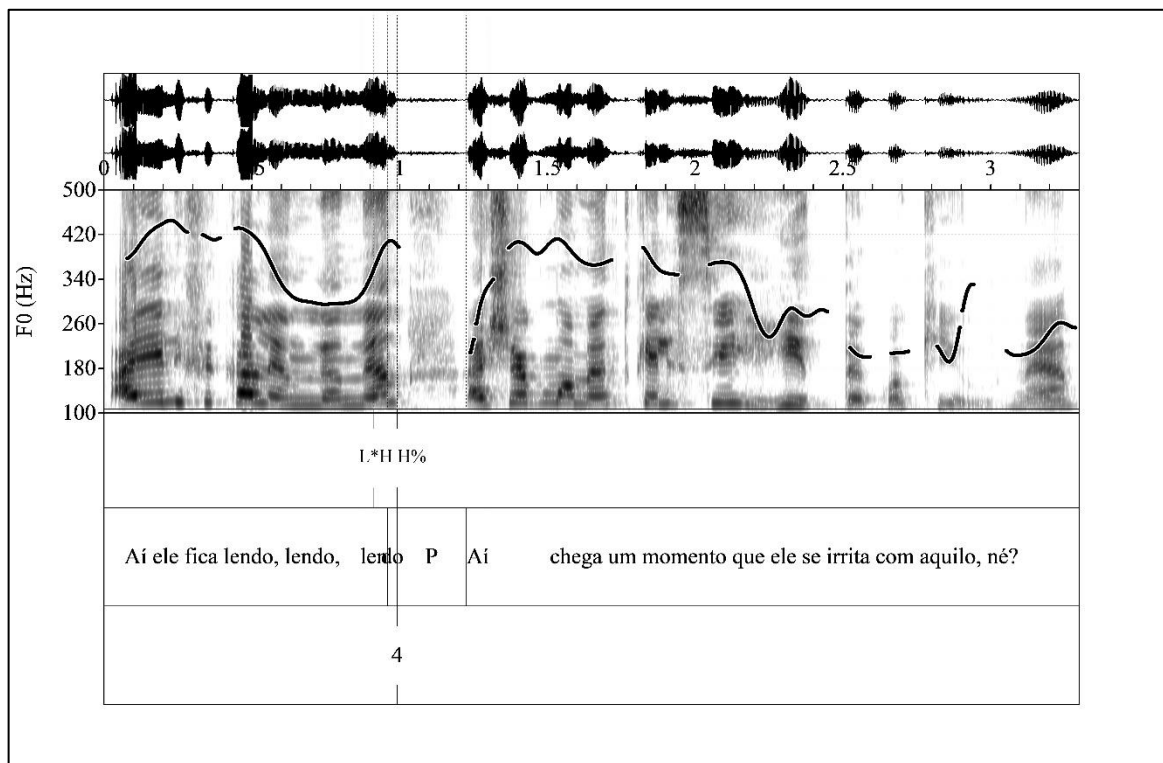 0 5 1 1.5 2 2.5 3
500
420
340
260
180
100
F0 (Hz)
L*H H%
Aí ele fica lendo, lendo, lendo P Aí chega um momento que ele se irrita com aquilo, né?
4